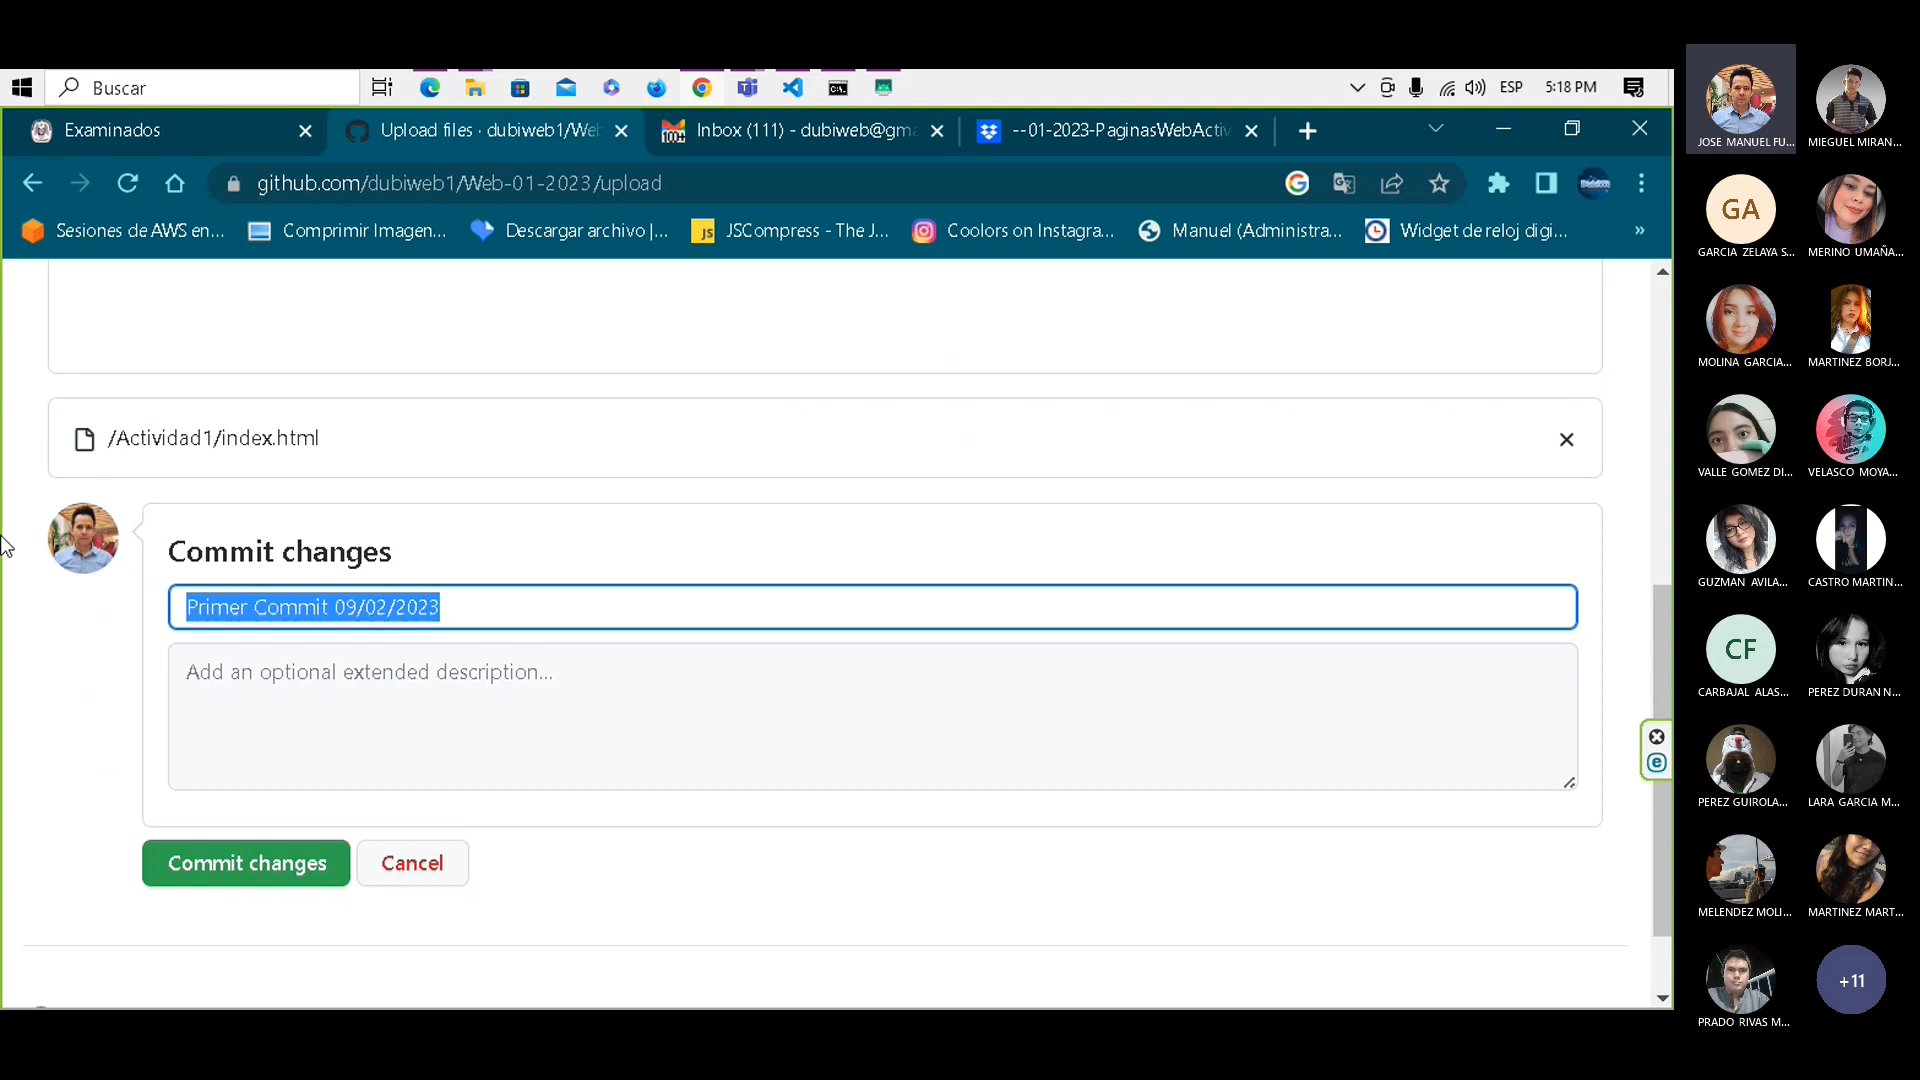 Buscar
ESP
5:18 PM
Examinados
Upload files · dubiweb1/We
Inbox (111) - dubiweb@gma
--01-2023-PaginasWebActiv
github.com/dubiweb1/Web-01-2023/upload
Sesiones de AWS en...
Comprimir Imagen...
Descargar archivo |...
JS
JSCompress - The J...
Coolors on Instagra...
Manuel (Administra...
Widget de reloj digi...
»
/Actividad1/index.html
Commit changes
Primer Commit 09/02/2023
Add an optional extended description...
Commit changes
Cancel
JOSE MANUEL FU...
MIEGUEL MIRAN...
GA
GARCIA ZELAYA S...
MERINO UMAÑA...
MOLINA GARCIA...
MARTINEZ BORJ...
VALLE GOMEZ DI...
VELASCO MOYA...
GUZMAN AVILA...
CASTRO MARTIN...
CF
CARBAJAL ALAS...
PEREZ DURAN N...
PEREZ GUIROLA...
LARA GARCIA M...
MELENDEZ MOLI...
MARTINEZ MART...
PRADO RIVAS M...
+11